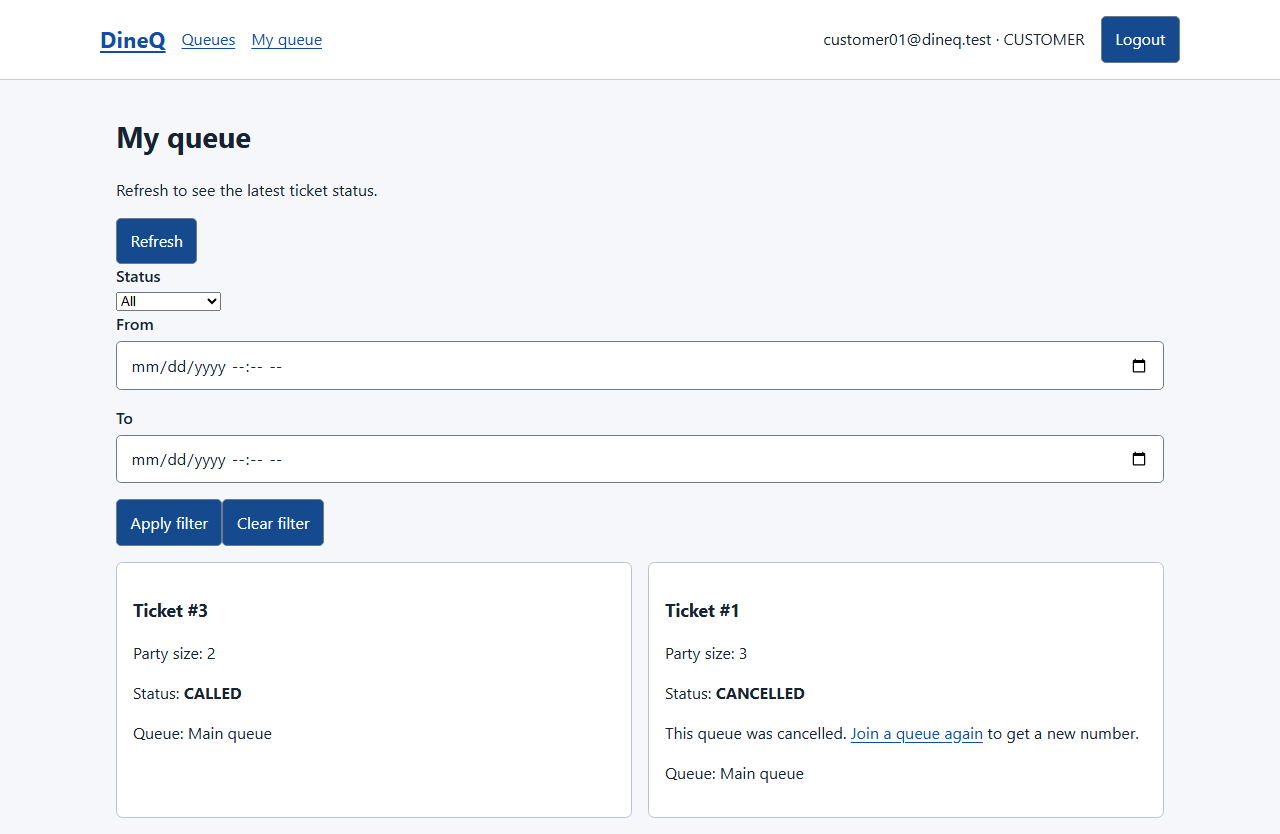 DineQ Queues My queue customer01@dineq.test · CUSTOMER Logout
My queue
Refresh to see the latest ticket status.
Refresh
Status
All
From
mm/dd/yyyy --:-- --
To
mm/dd/yyyy --:-- --
Apply filter Clear filter
Ticket #3
Party size: 2
Status: CALLED
Queue: Main queue
Ticket #1
Party size: 3
Status: CANCELLED
This queue was cancelled. Join a queue again to get a new number.
Queue: Main queue